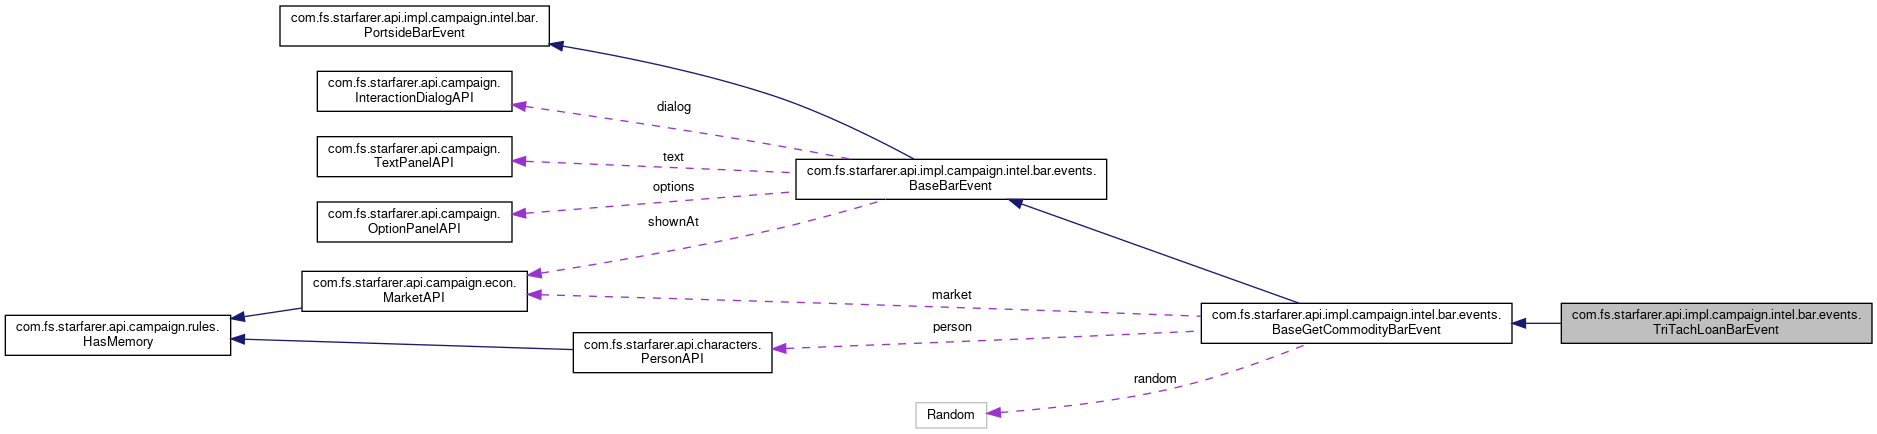 com.fs.starfarer.api.impl.campaign.intel.bar.
PortsideBarEvent
com.fs.starfarer.api.campaign.
InteractionDialogAPI
dialog
com.fs.starfarer.api.campaign.
TextPanelAPI
text
com.fs.starfarer.api.impl.campaign.intel.bar.events.
BaseBarEvent
options
com.fs.starfarer.api.campaign.
OptionPanelAPI
shownAt
com.fs.starfarer.api.campaign.econ.
MarketAPI
market
com.fs.starfarer.api.campaign.rules.
HasMemory
person
com.fs.starfarer.api.characters.
PersonAPI
com.fs.starfarer.api.impl.campaign.intel.bar.events.
BaseGetCommodityBarEvent
com.fs.starfarer.api.impl.campaign.intel.bar.events.
TriTachLoanBarEvent
random
Random